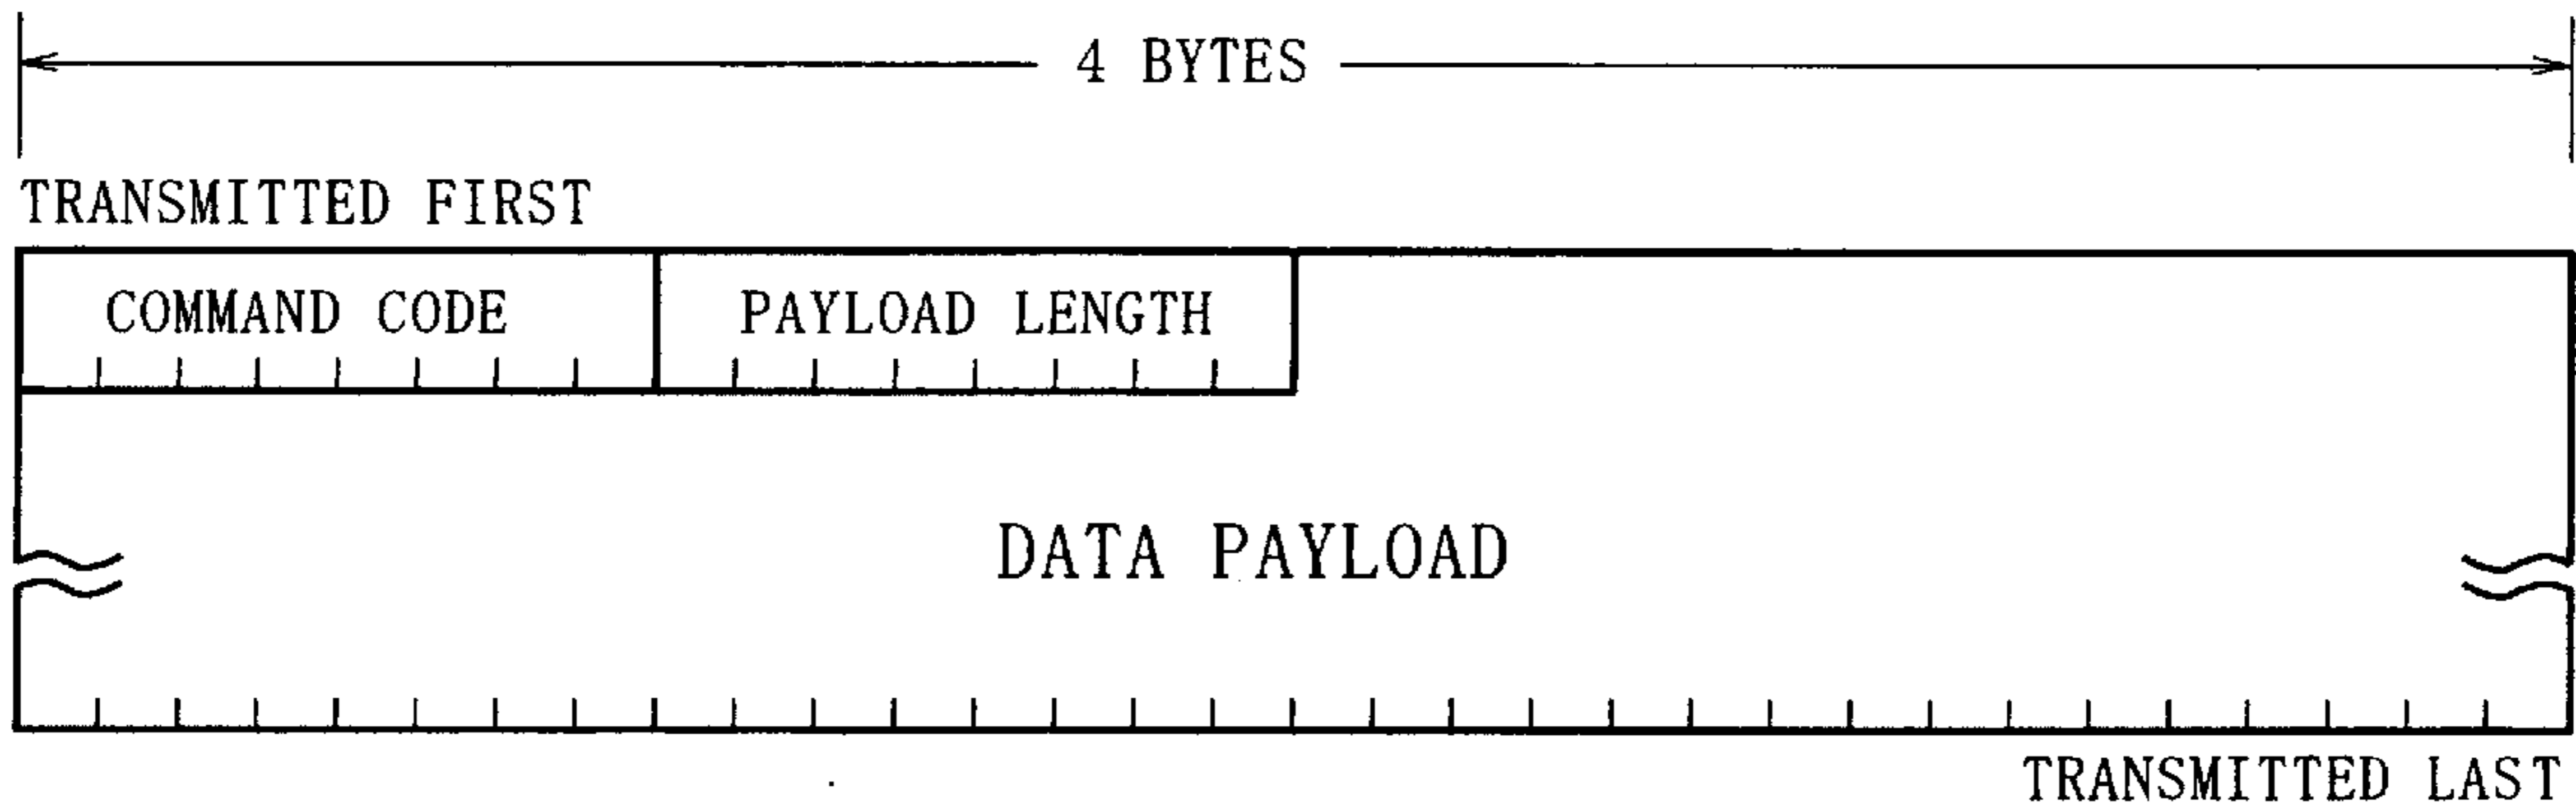 4 BYTES
TRANSMITTED FIRST
COMMAND CODE
PAYLOAD LENGTH
DATA PAYLOAD
TRANSMITTED LAST